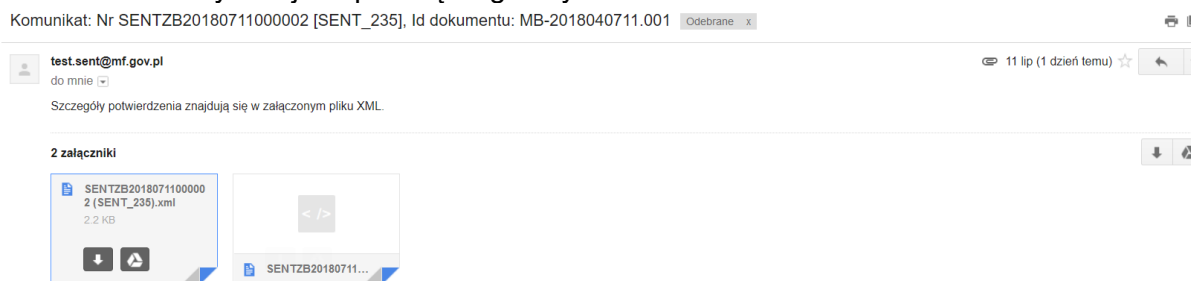 Komunikat: Nr SENTZB20180711000002 [SENT_235], Id dokumentu: MB-2018040711.001 Odebrane x
test.sent@mf.gov.pl 11 lip (1 dzień temu)
do mnie
Szczegóły potwierdzenia znajdują się w załączonym pliku XML.
2 załączniki
SENTZB2018071100000
2 (SENT_235).xml
2.2 KB
</>
SENTZB20180711...